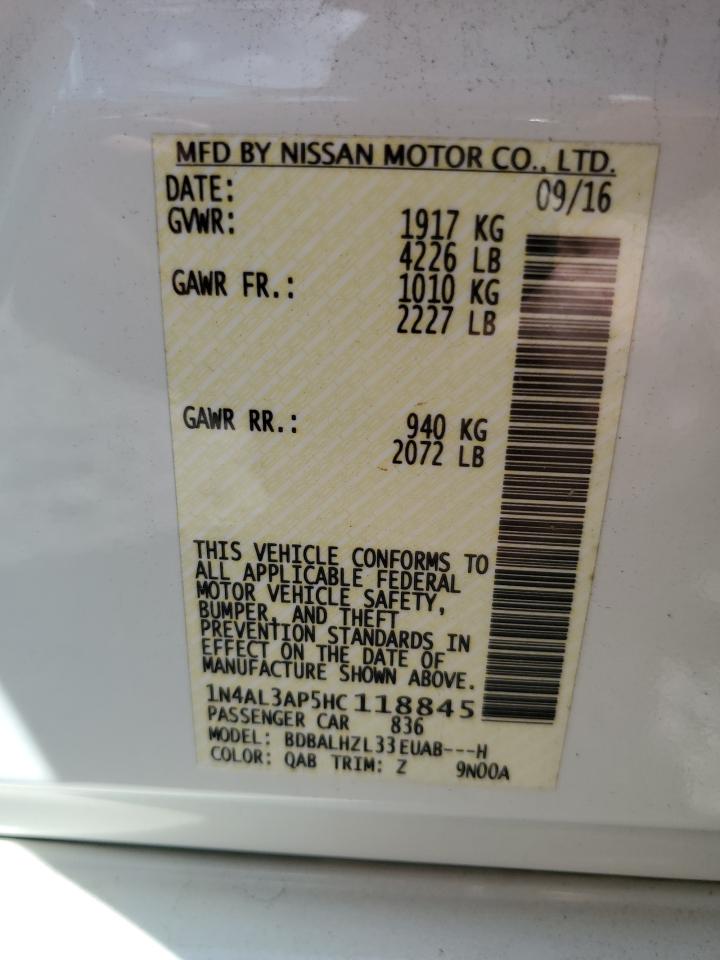 MFD BY NISSAN MOTOR CO., LTD.
DATE: 09/16
GVWR: 1917 KG
4226 LB
GAWR FR.: 1010 KG
2227 LB
GAWR RR.: 940 KG
2072 LB
THIS VEHICLE CONFORMS TO
ALL APPLICABLE FEDERAL
MOTOR VEHICLE SAFETY,
BUMPER, AND THEFT
PREVENTION STANDARDS IN
EFFECT ON THE DATE OF
MANUFACTURE SHOWN ABOVE.
1N4AL3AP5HC118845
PASSENGER CAR 836
MODEL: BDBALHZL33EUAB---H
COLOR: QAB TRIM: Z 9N00A